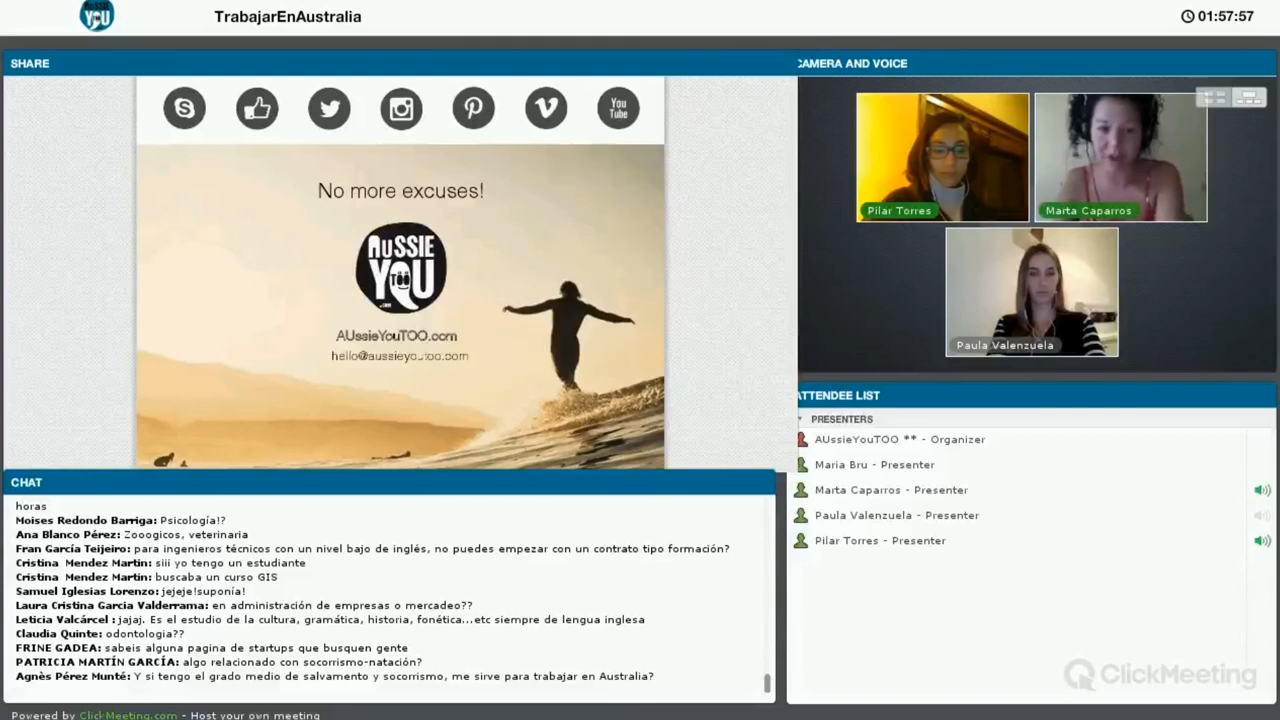 AUSSIE
YOU
TrabajarEnAustralia
01:57:57
SHARE
CAMERA AND VOICE
You
Tube
No more excuses!
AUSSIE
YOU
TOO
.com
AUssieYouTOO.com
hello@aussieyoutoo.com
Pilar Torres
Marta Caparros
Paula Valenzuela
ATTENDEE LIST
PRESENTERS
AUssieYouTOO ** - Organizer
Maria Bru - Presenter
Marta Caparros - Presenter
Paula Valenzuela - Presenter
Pilar Torres - Presenter
CHAT
horas
Moises Redondo Barriga: Psicología!?
Ana Blanco Pérez: Zooogicos, veterinaria
Fran García Teijeiro: para ingenieros técnicos con un nivel bajo de inglés, no puedes empezar con un contrato tipo formación?
Cristina Mendez Martin: siii yo tengo un estudiante
Cristina Mendez Martin: buscaba un curso GIS
Samuel Iglesias Lorenzo: jejeje!suponía!
Laura Cristina Garcia Valderrama: en administración de empresas o mercadeo??
Leticia Valcárcel : jajaj. Es el estudio de la cultura, gramática, historia, fonética...etc siempre de lengua inglesa
Claudia Quinte: odontologia??
FRINE GADEA: sabeis alguna pagina de startups que busquen gente
PATRICIA MARTÍN GARCÍA: algo relacionado con socorrismo-natación?
Agnès Pérez Munté: Y si tengo el grado medio de salvamento y socorrismo, me sirve para trabajar en Australia?
ClickMeeting
Powered by ClickMeeting.com - Host your own meeting